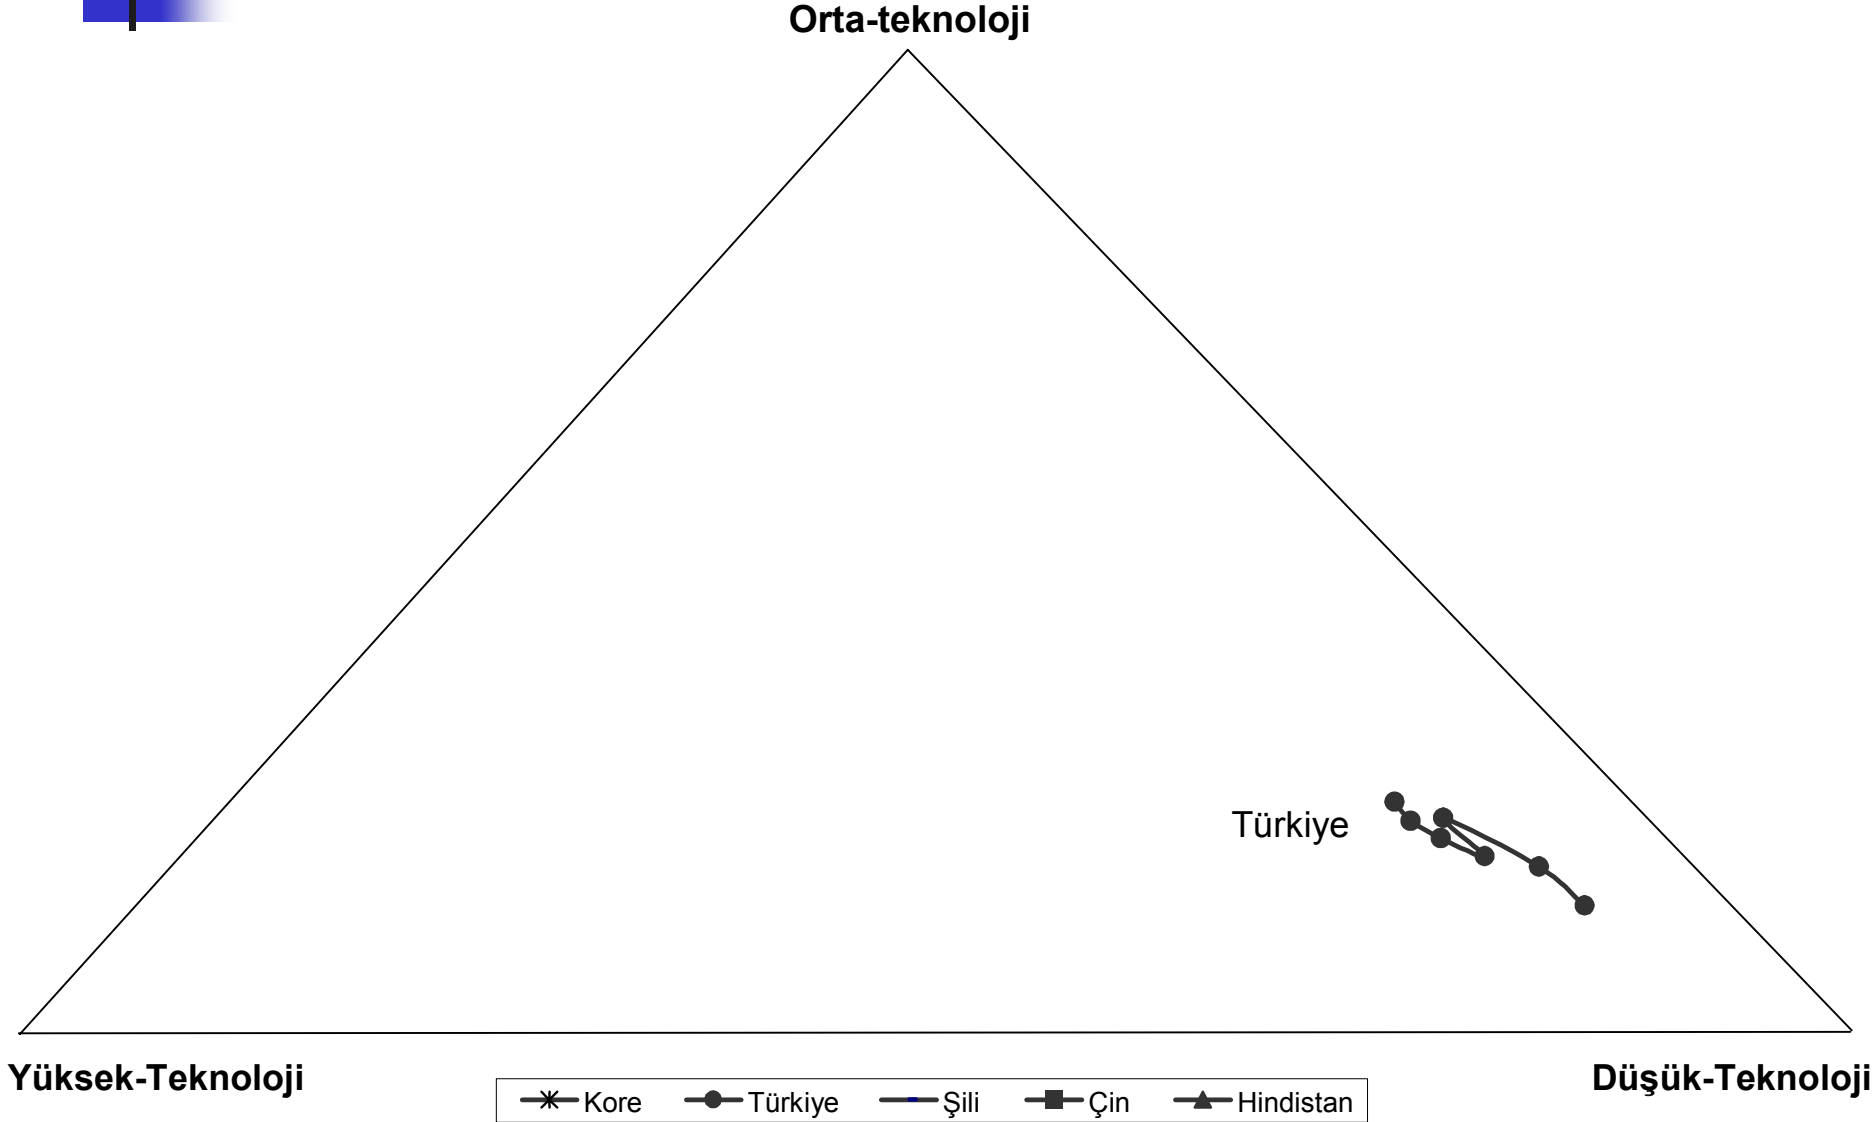 Orta-teknoloji
Türkiye
Yüksek-Teknoloji
Düşük-Teknoloji
Kore Türkiye Şili Çin Hindistan